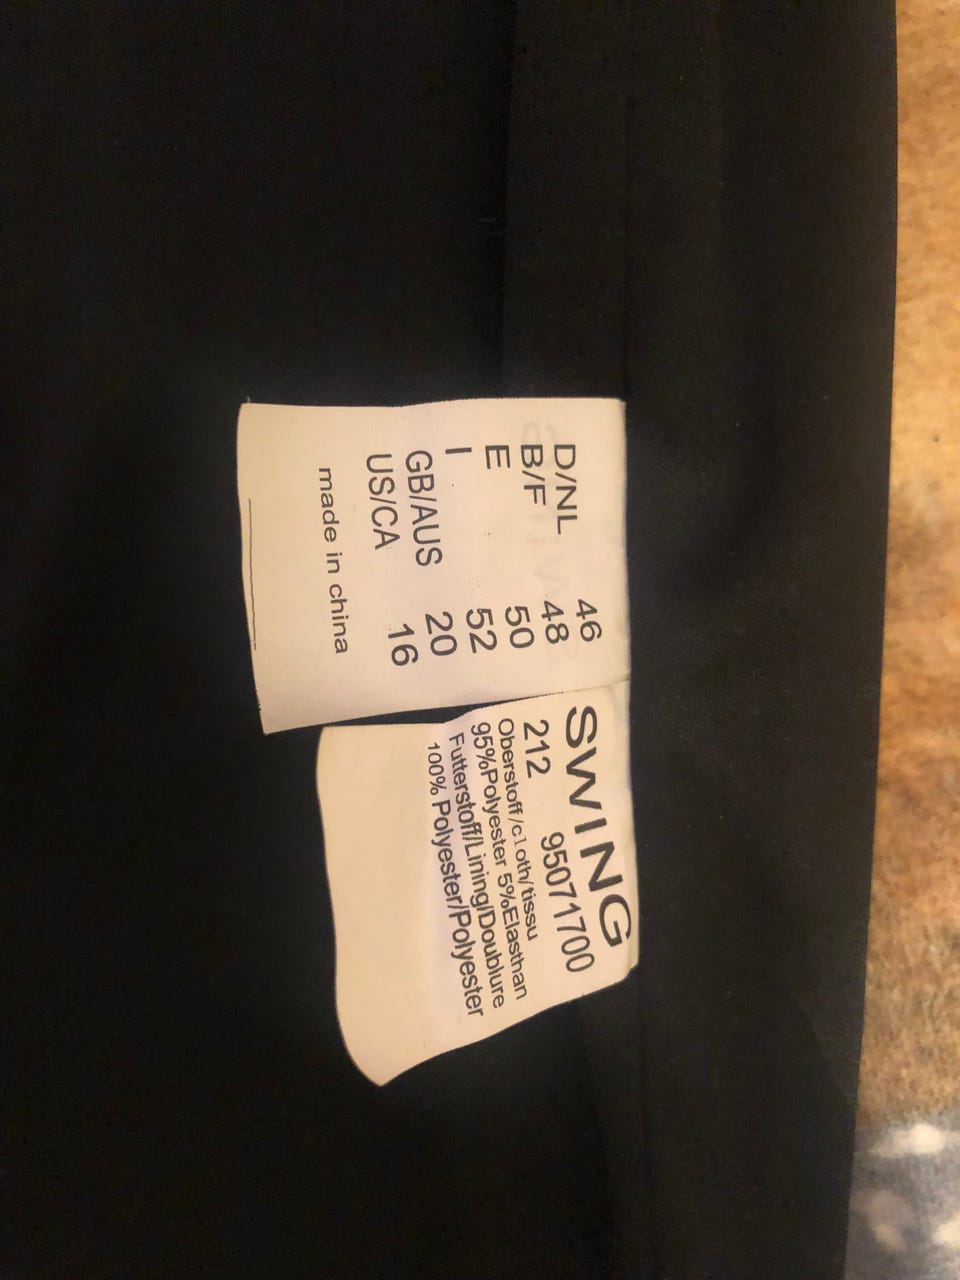 D/NL 46
B/F 48
E 50
I 52
GB/AUS 20
US/CA 16
made in china
SWING
212 95071700
Oberstoff/cloth/tissu
95%Polyester 5%Elasthan
Futterstoff/Lining/Doublure
100% Polyester/Polyester